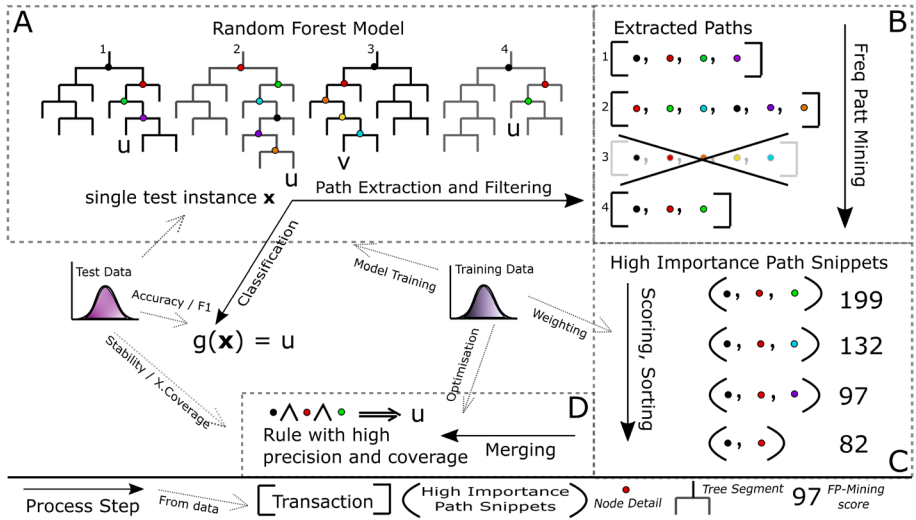 A
Random Forest Model
1
2
3
4
u
u
v
u
single test instance x
Path Extraction and Filtering
Classification
B
Extracted Paths
1 [ , , , ]
2 [ , , , , , ]
3 [ , , , , ]
4 [ , , ]
Freq Patt Mining
Test Data
Accuracy / F1
Stability / X.Coverage
g(x) = u
Model Training
Training Data
Weighting
Optimisation
High Importance Path Snippets
Scoring, Sorting
( , , ) 199
( , , ) 132
( , , ) 97
( , ) 82
C
D
∧ ∧ ⟹ u
Rule with high
precision and coverage
Merging
Process Step
From data
[Transaction]
(High Importance
Path Snippets)
Node Detail
Tree Segment
97
FP-Mining
score